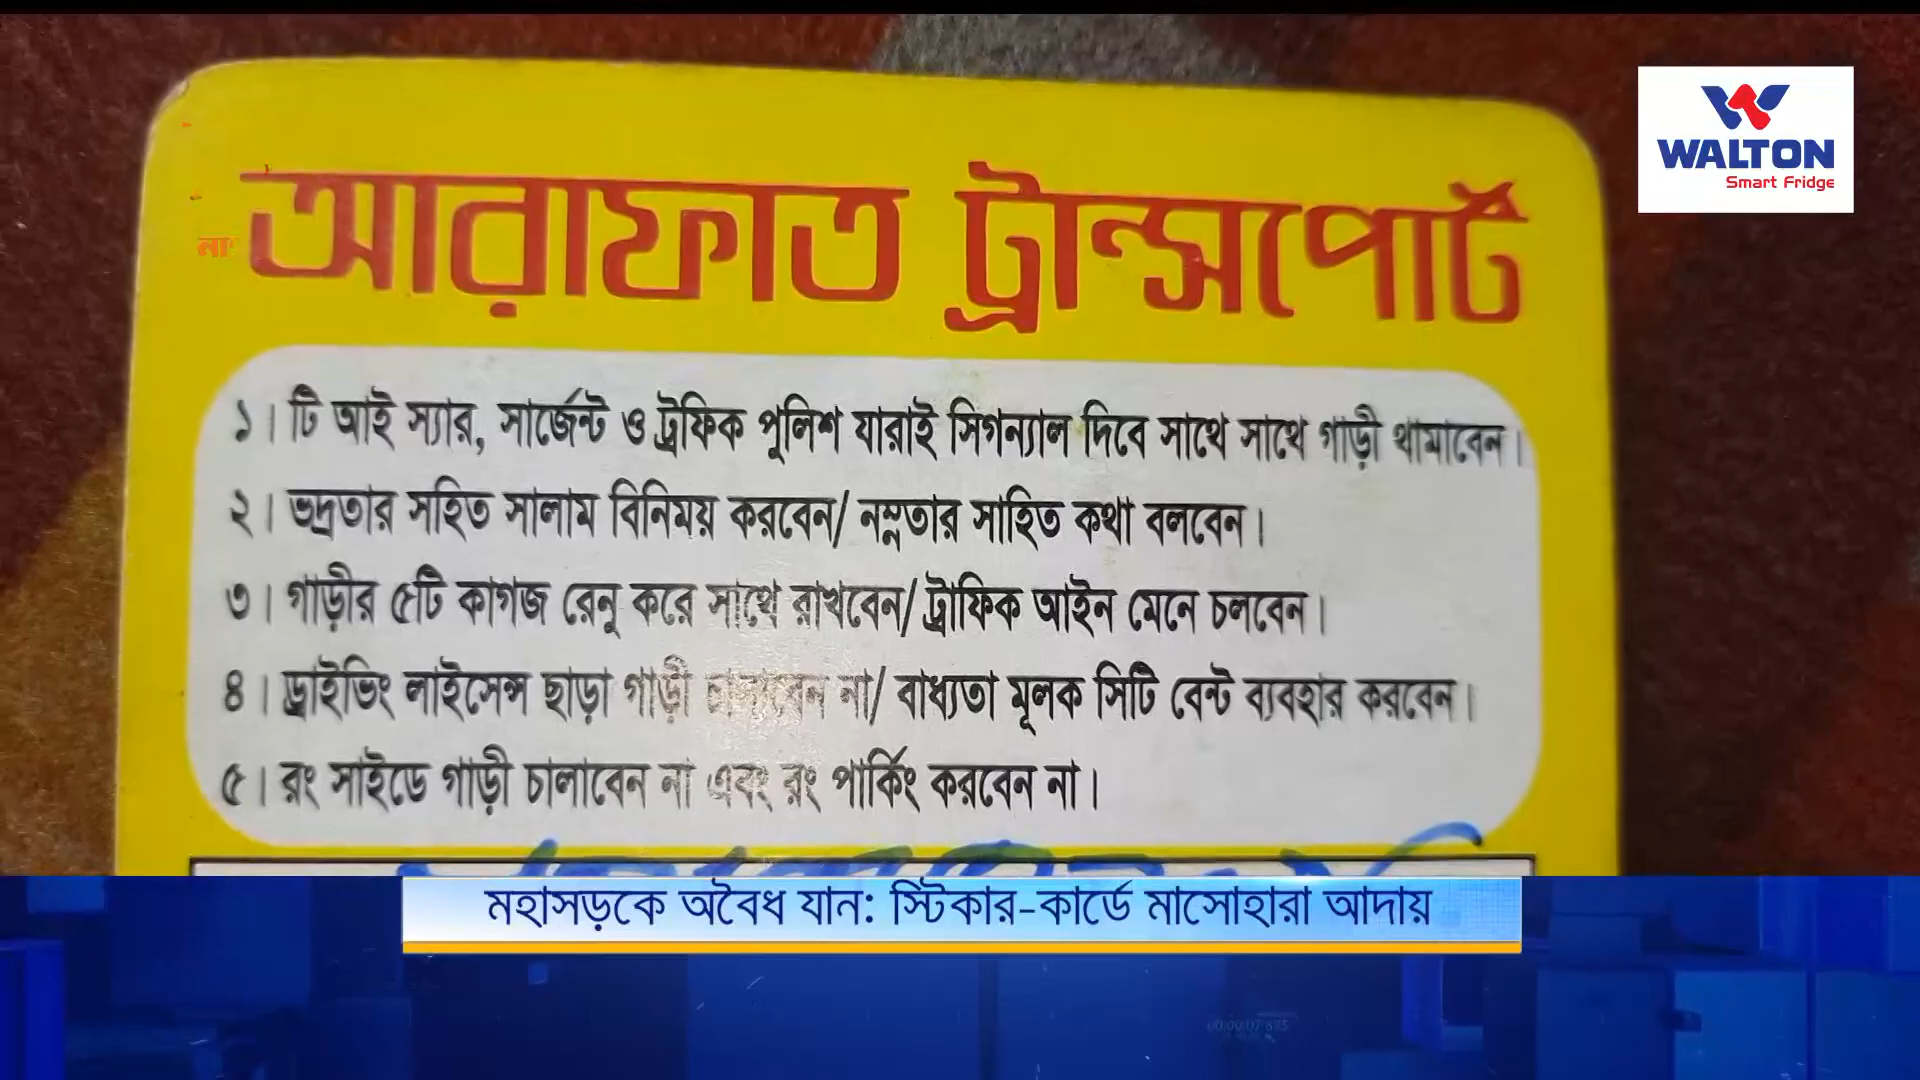 WALTON
Smart Fridge
আরাফাত ট্রান্সপোর্ট
১। টি আই স্যার, সার্জেন্ট ও ট্রফিক পুলিশ যারাই সিগন্যাল দিবে সাথে সাথে গাড়ী থামাবেন।
২। ভদ্রতার সহিত সালাম বিনিময় করবেন/ নম্রতার সাহিত কথা বলবেন।
৩। গাড়ীর ৫টি কাগজ রেনু করে সাথে রাখবেন/ ট্রাফিক আইন মেনে চলবেন।
৪। ড্রাইভিং লাইসেন্স ছাড়া গাড়ী চালাবেন না/ বাধ্যতা মূলক সিটি বেন্ট ব্যবহার করবেন।
৫। রং সাইডে গাড়ী চালাবেন না এবং রং পার্কিং করবেন না।
মহাসড়কে অবৈধ যান: স্টিকার-কার্ডে মাসোহারা আদায়